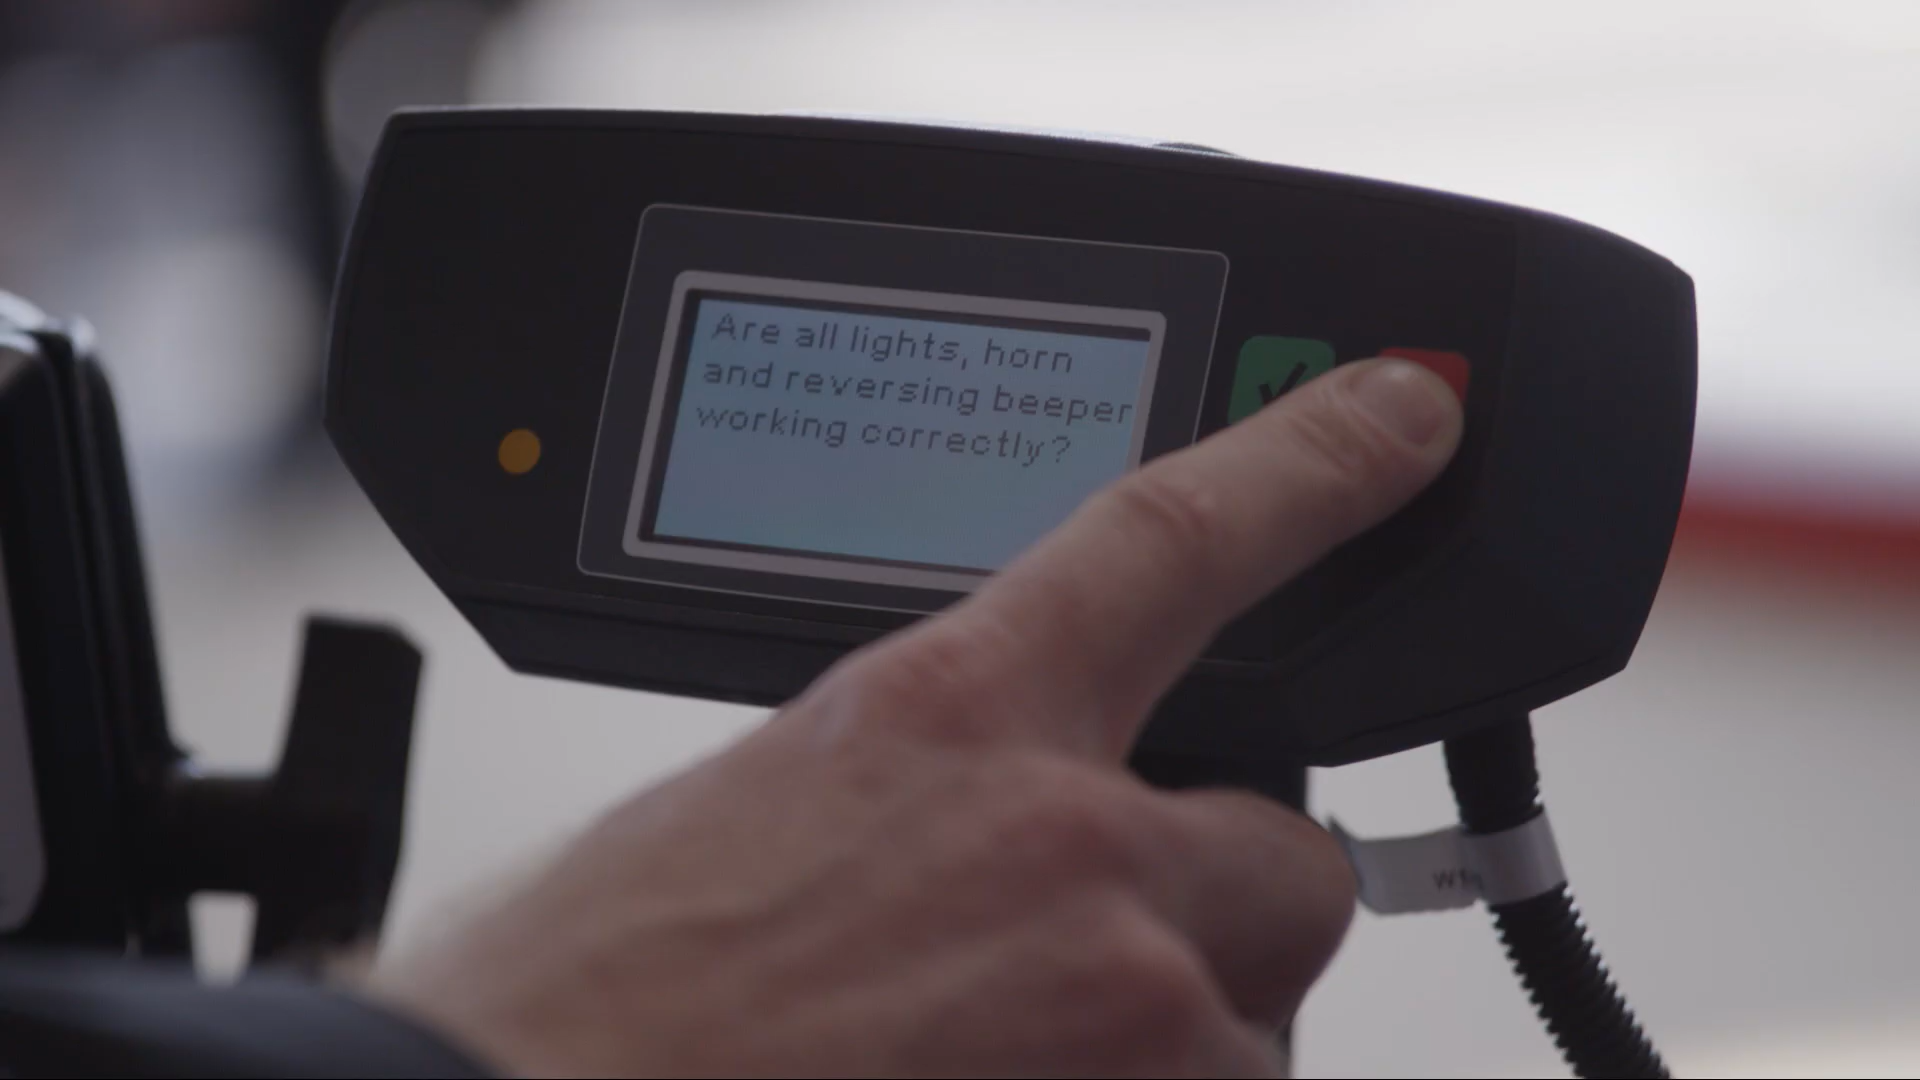 Are all lights, horn
and reversing beeper
working correctly?